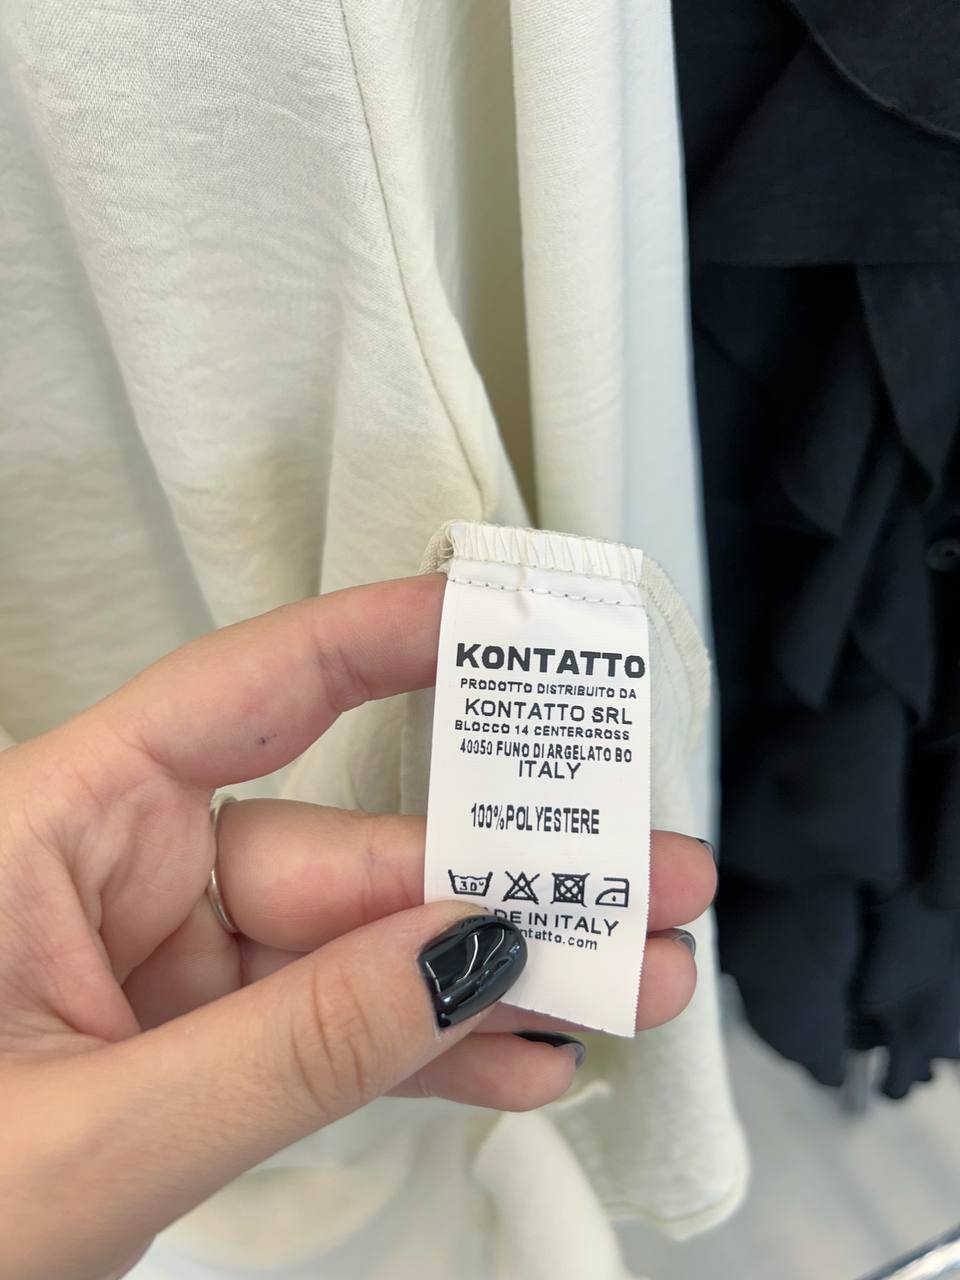 KONTATTO
PRODOTTO DISTRIBUITO DA
KONTATTO SRL
BLOCCO 14 CENTERGROSS
40050 FUNO DI ARGELATO BO
ITALY
100%POLYESTERE
30°
DE IN ITALY
ntatto.com